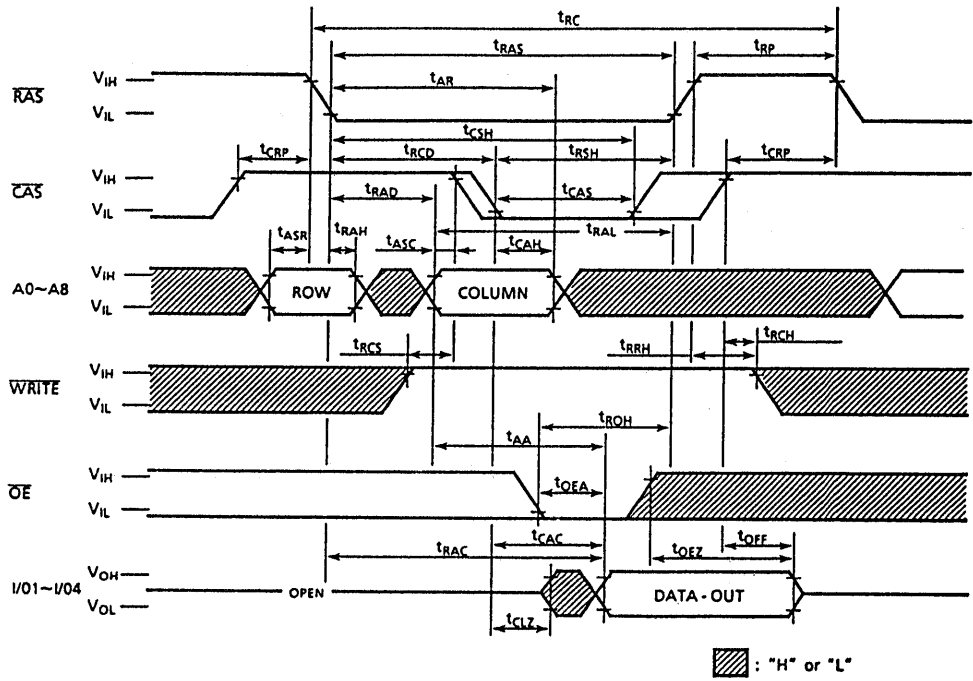 tRC
tRAS
tRP
tAR
RAS
VIH
VIL
tCSH
tCRP
tRCD
tRSH
tCRP
CAS
VIH
VIL
tRAD
tCAS
tRAL
tASR
tRAH
tASC
tCAH
A0~A8
VIH
VIL
ROW
COLUMN
tRCS
tRRH
tRCH
WRITE
VIH
VIL
tROH
tAA
OE
VIH
VIL
tOEA
tCAC
tOFF
tRAC
tOEZ
I/01~I/04
VOH
VOL
OPEN
DATA - OUT
tCLZ
: "H" or "L"